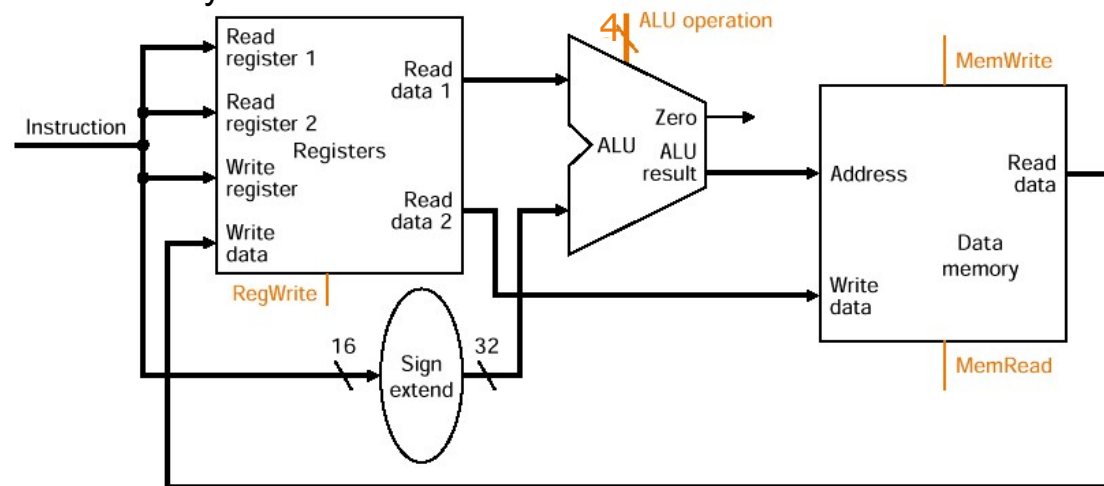 Instruction
Read
register 1
Read
register 2
Registers
Write
register
Write
data
Read
data 1
Read
data 2
RegWrite
16
Sign
extend
32
4
ALU operation
Zero
ALU
ALU
result
MemWrite
Address
Read
data
Data
memory
Write
data
MemRead